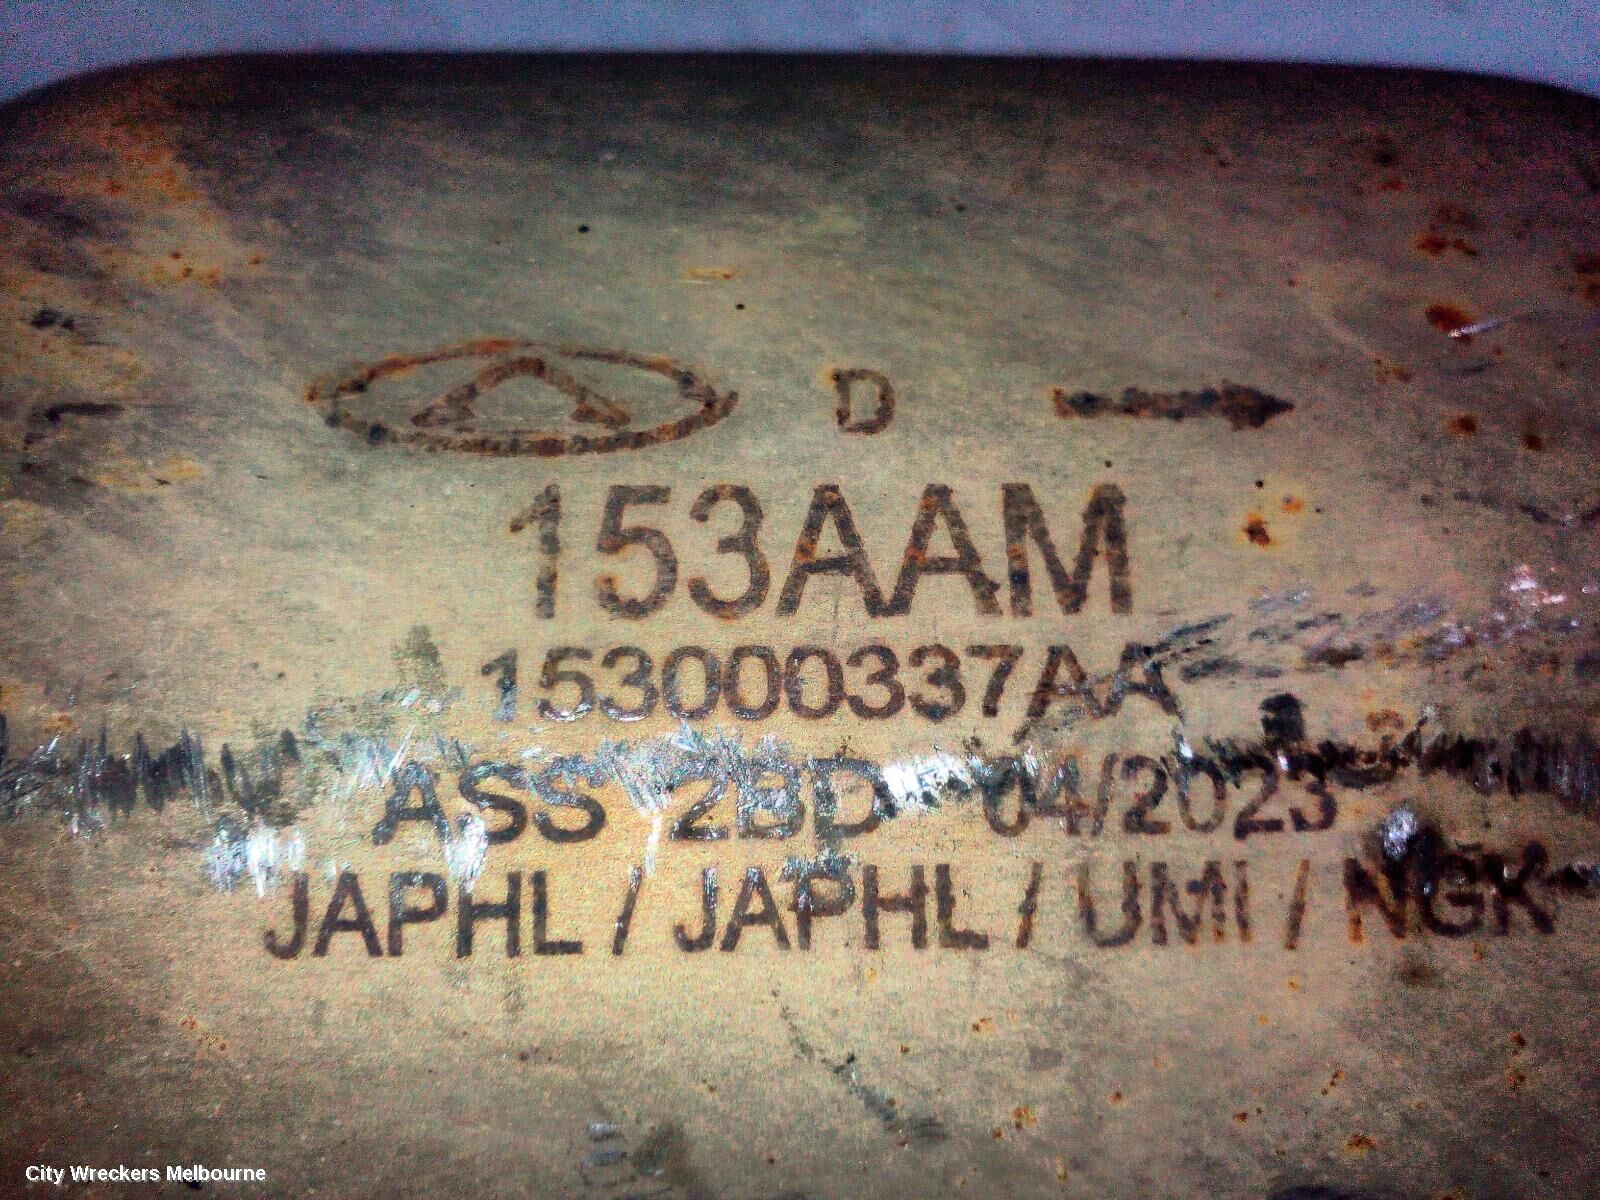 D
153AAM
153000337AA
ASS 2BD 04/2023
JAPHL / JAPHL / UMI / NGK
City Wreckers Melbourne